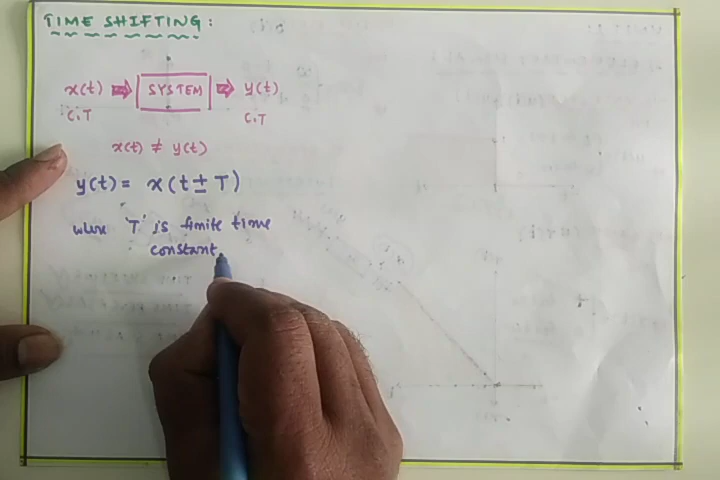 TIME SHIFTING:
x(t) ⇒ SYSTEM ⇒ y(t)
C.T C.T
x(t) ≠ y(t)
y(t) = x(t ± T)
where 'T' is finite time
constant.